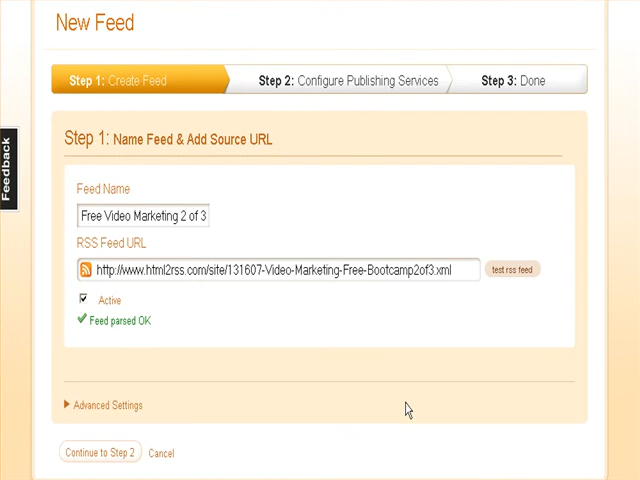 New Feed
Step 1: Create Feed Step 2: Configure Publishing Services Step 3: Done
Feedback
Step 1: Name Feed & Add Source URL
Feed Name
Free Video Marketing 2 of 3
RSS Feed URL
http://www.html2rss.com/site/131607-Video-Marketing-Free-Bootcamp2of3.xml test rss feed
Active
Feed parsed OK
Advanced Settings
Continue to Step 2 Cancel